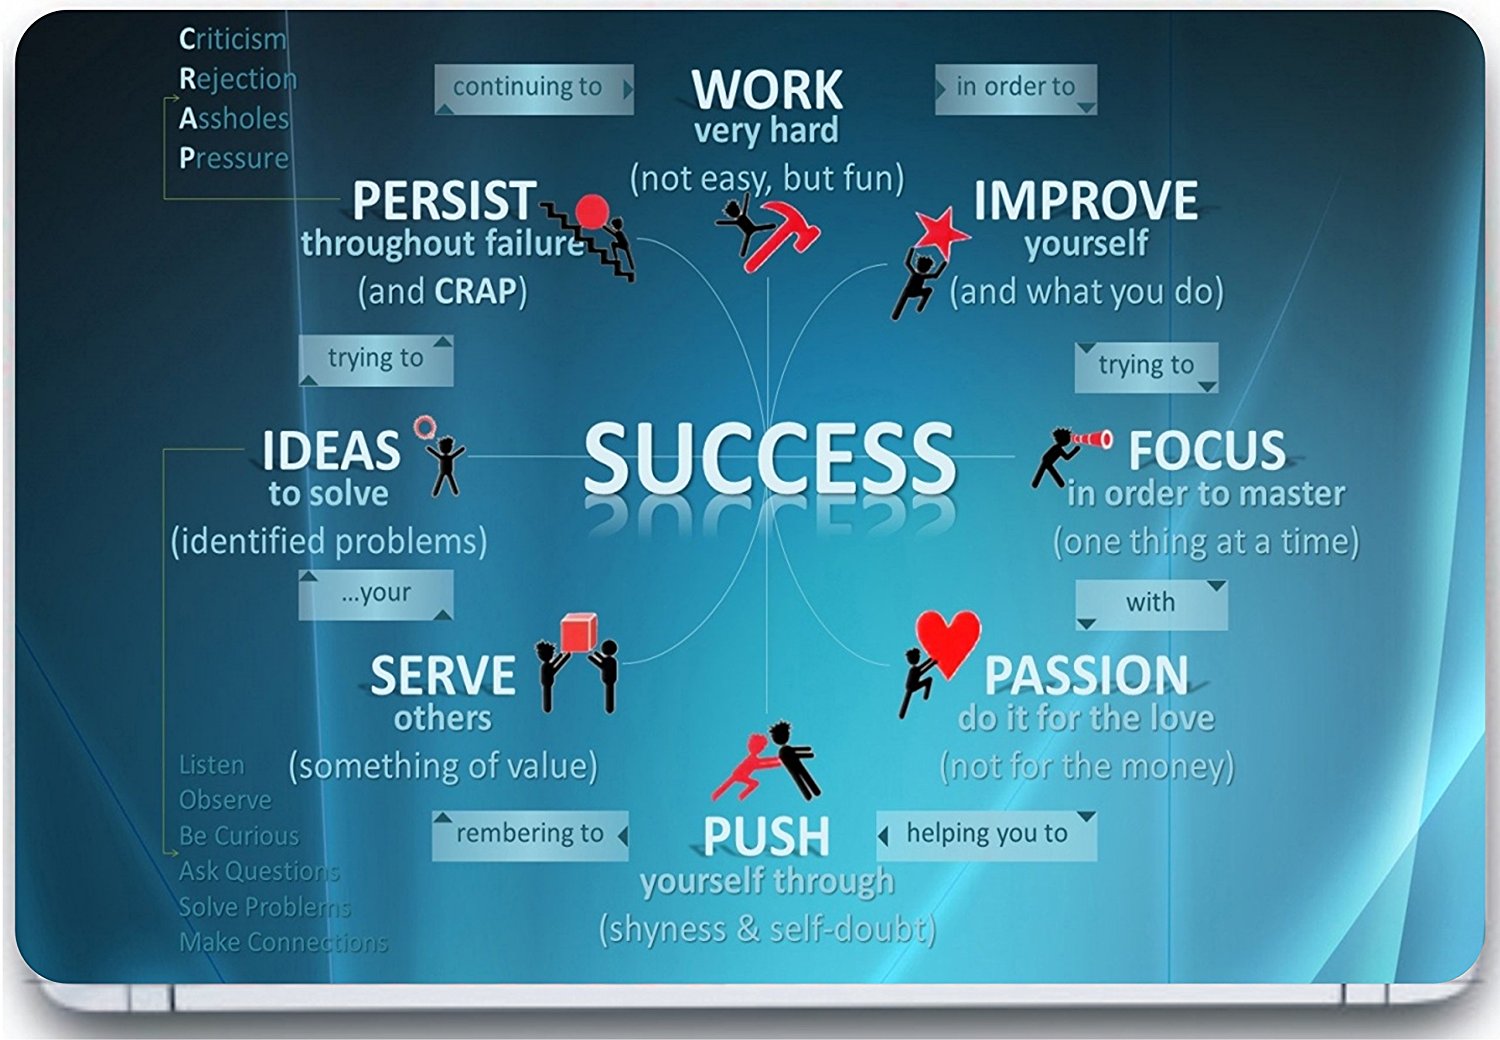 Criticism
Rejection
Assholes
Pressure
continuing to
WORK
very hard
(not easy, but fun)
in order to
PERSIST
throughout failure
(and CRAP)
IMPROVE
yourself
(and what you do)
trying to
trying to
IDEAS
to solve
(identified problems)
SUCCESS
FOCUS
in order to master
(one thing at a time)
...your
with
SERVE
others
(something of value)
PASSION
do it for the love
(not for the money)
Listen
Observe
Be Curious
Ask Questions
Solve Problems
Make Connections
rembering to
PUSH
yourself through
(shyness & self-doubt)
helping you to